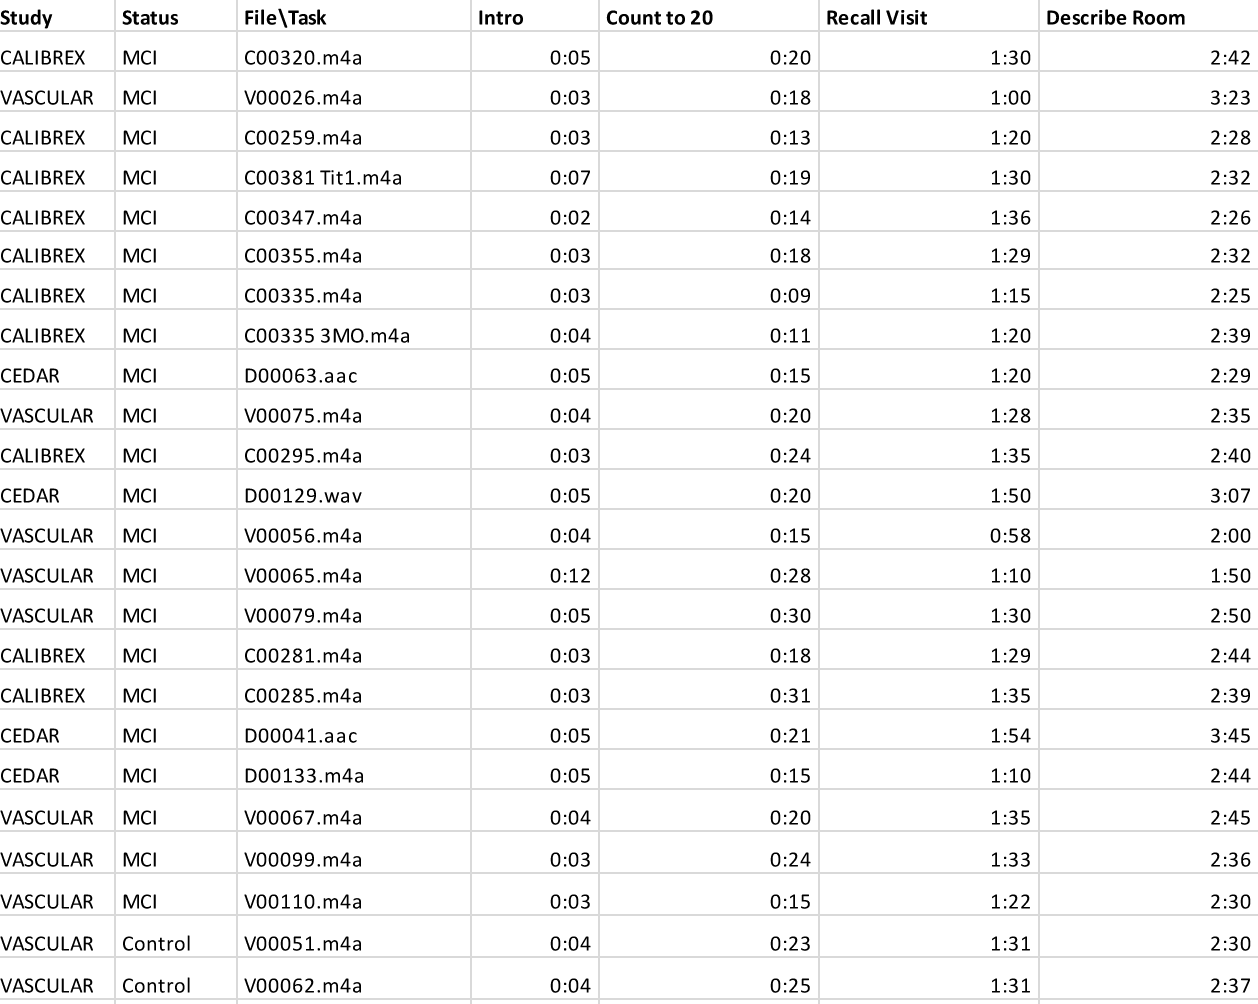 Study Status File\Task Intro Count to 20 Recall Visit Describe Room
CALIBREX MCI C00320.m4a 0:05 0:20 1:30 2:42
VASCULAR MCI V00026.m4a 0:03 0:18 1:00 3:23
CALIBREX MCI C00259.m4a 0:03 0:13 1:20 2:28
CALIBREX MCI C00381 Tit1.m4a 0:07 0:19 1:30 2:32
CALIBREX MCI C00347.m4a 0:02 0:14 1:36 2:26
CALIBREX MCI C00355.m4a 0:03 0:18 1:29 2:32
CALIBREX MCI C00335.m4a 0:03 0:09 1:15 2:25
CALIBREX MCI C00335 3MO.m4a 0:04 0:11 1:20 2:39
CEDAR MCI D00063.aac 0:05 0:15 1:20 2:29
VASCULAR MCI V00075.m4a 0:04 0:20 1:28 2:35
CALIBREX MCI C00295.m4a 0:03 0:24 1:35 2:40
CEDAR MCI D00129.wav 0:05 0:20 1:50 3:07
VASCULAR MCI V00056.m4a 0:04 0:15 0:58 2:00
VASCULAR MCI V00065.m4a 0:12 0:28 1:10 1:50
VASCULAR MCI V00079.m4a 0:05 0:30 1:30 2:50
CALIBREX MCI C00281.m4a 0:03 0:18 1:29 2:44
CALIBREX MCI C00285.m4a 0:03 0:31 1:35 2:39
CEDAR MCI D00041.aac 0:05 0:21 1:54 3:45
CEDAR MCI D00133.m4a 0:05 0:15 1:10 2:44
VASCULAR MCI V00067.m4a 0:04 0:20 1:35 2:45
VASCULAR MCI V00099.m4a 0:03 0:24 1:33 2:36
VASCULAR MCI V00110.m4a 0:03 0:15 1:22 2:30
VASCULAR Control V00051.m4a 0:04 0:23 1:31 2:30
VASCULAR Control V00062.m4a 0:04 0:25 1:31 2:37